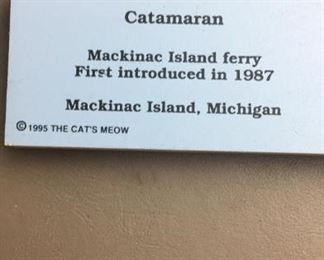 Catamaran
Mackinac Island ferry
First introduced in 1987
Mackinac Island, Michigan
© 1995 THE CAT'S MEOW